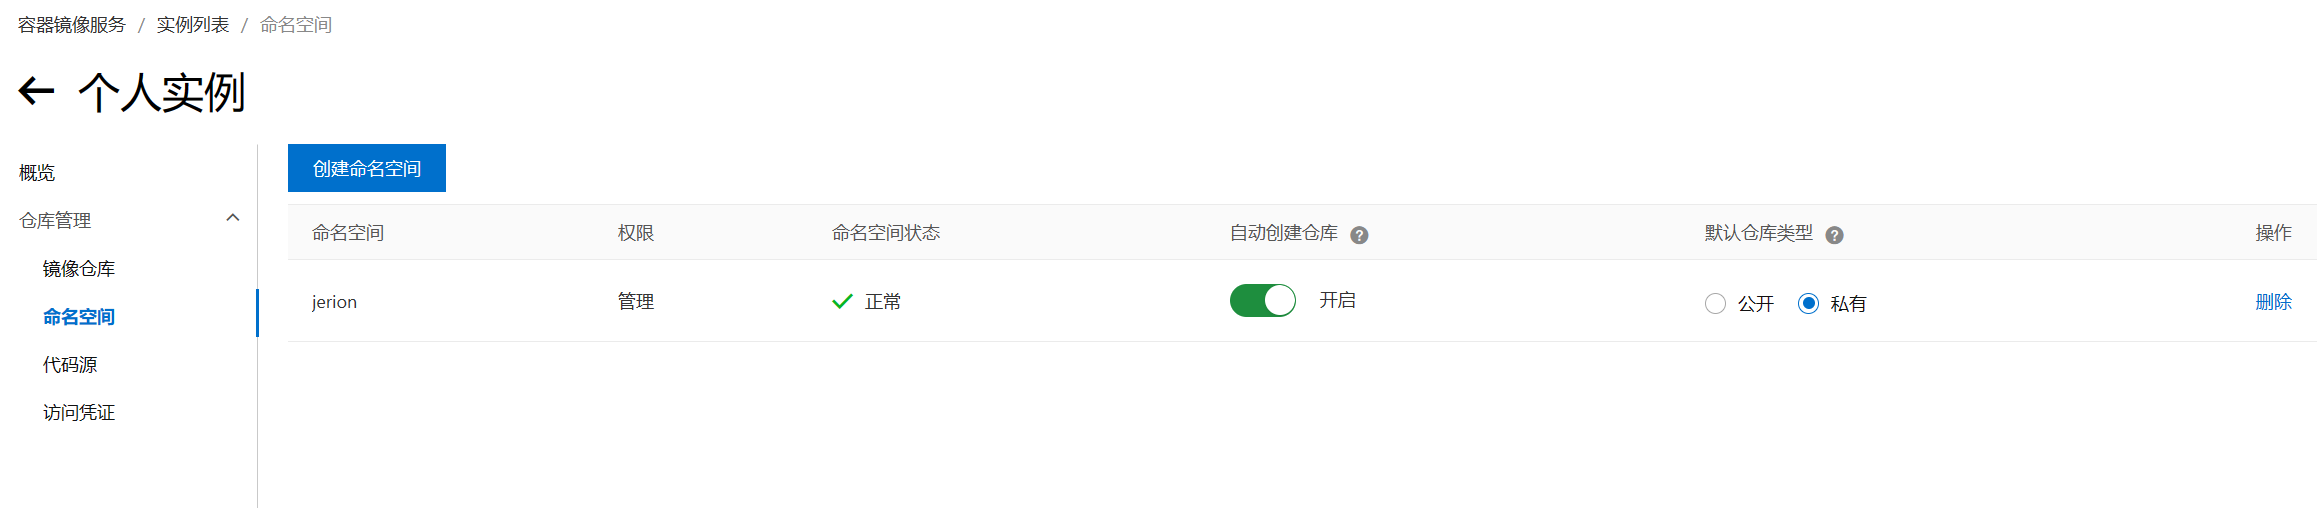 容器镜像服务 / 实例列表 / 命名空间
个人实例
概览
仓库管理
镜像仓库
命名空间
代码源
访问凭证
创建命名空间
命名空间 权限 命名空间状态 自动创建仓库 ? 默认仓库类型 ? 操作
jerion 管理 正常 开启 公开 私有 删除